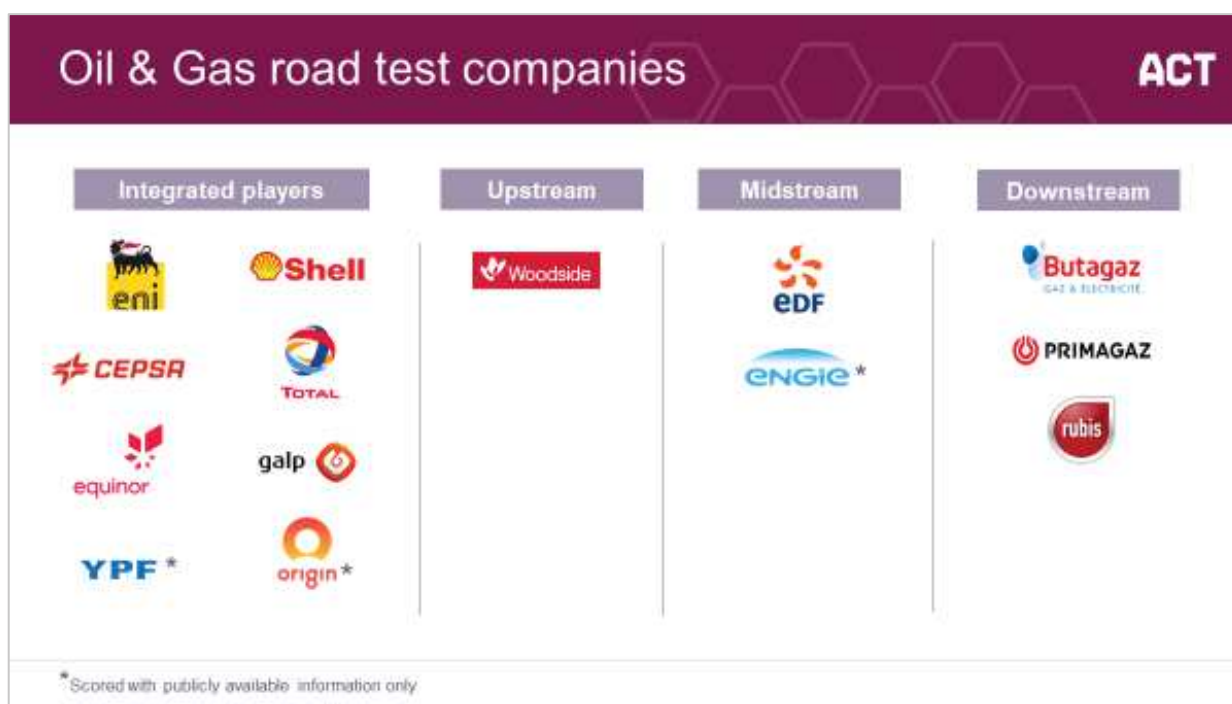 Oil & Gas road test companies
ACT
Integrated players
Upstream
Midstream
Downstream
eni
Shell
Woodside
eDF
Butagaz
GAZ & ELECTRICITÉ
CEPSA
TOTAL
ENGIE *
PRIMAGAZ
equinor
galp
rubis
YPF *
origin *
*Scored with publicly available information only